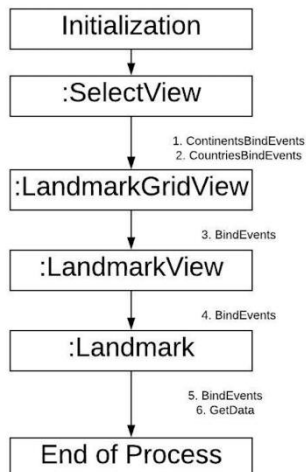 Initialization
:SelectView
1. ContinentsBindEvents
2. CountriesBindEvents
:LandmarkGridView
3. BindEvents
:LandmarkView
4. BindEvents
:Landmark
5. BindEvents
6. GetData
End of Process